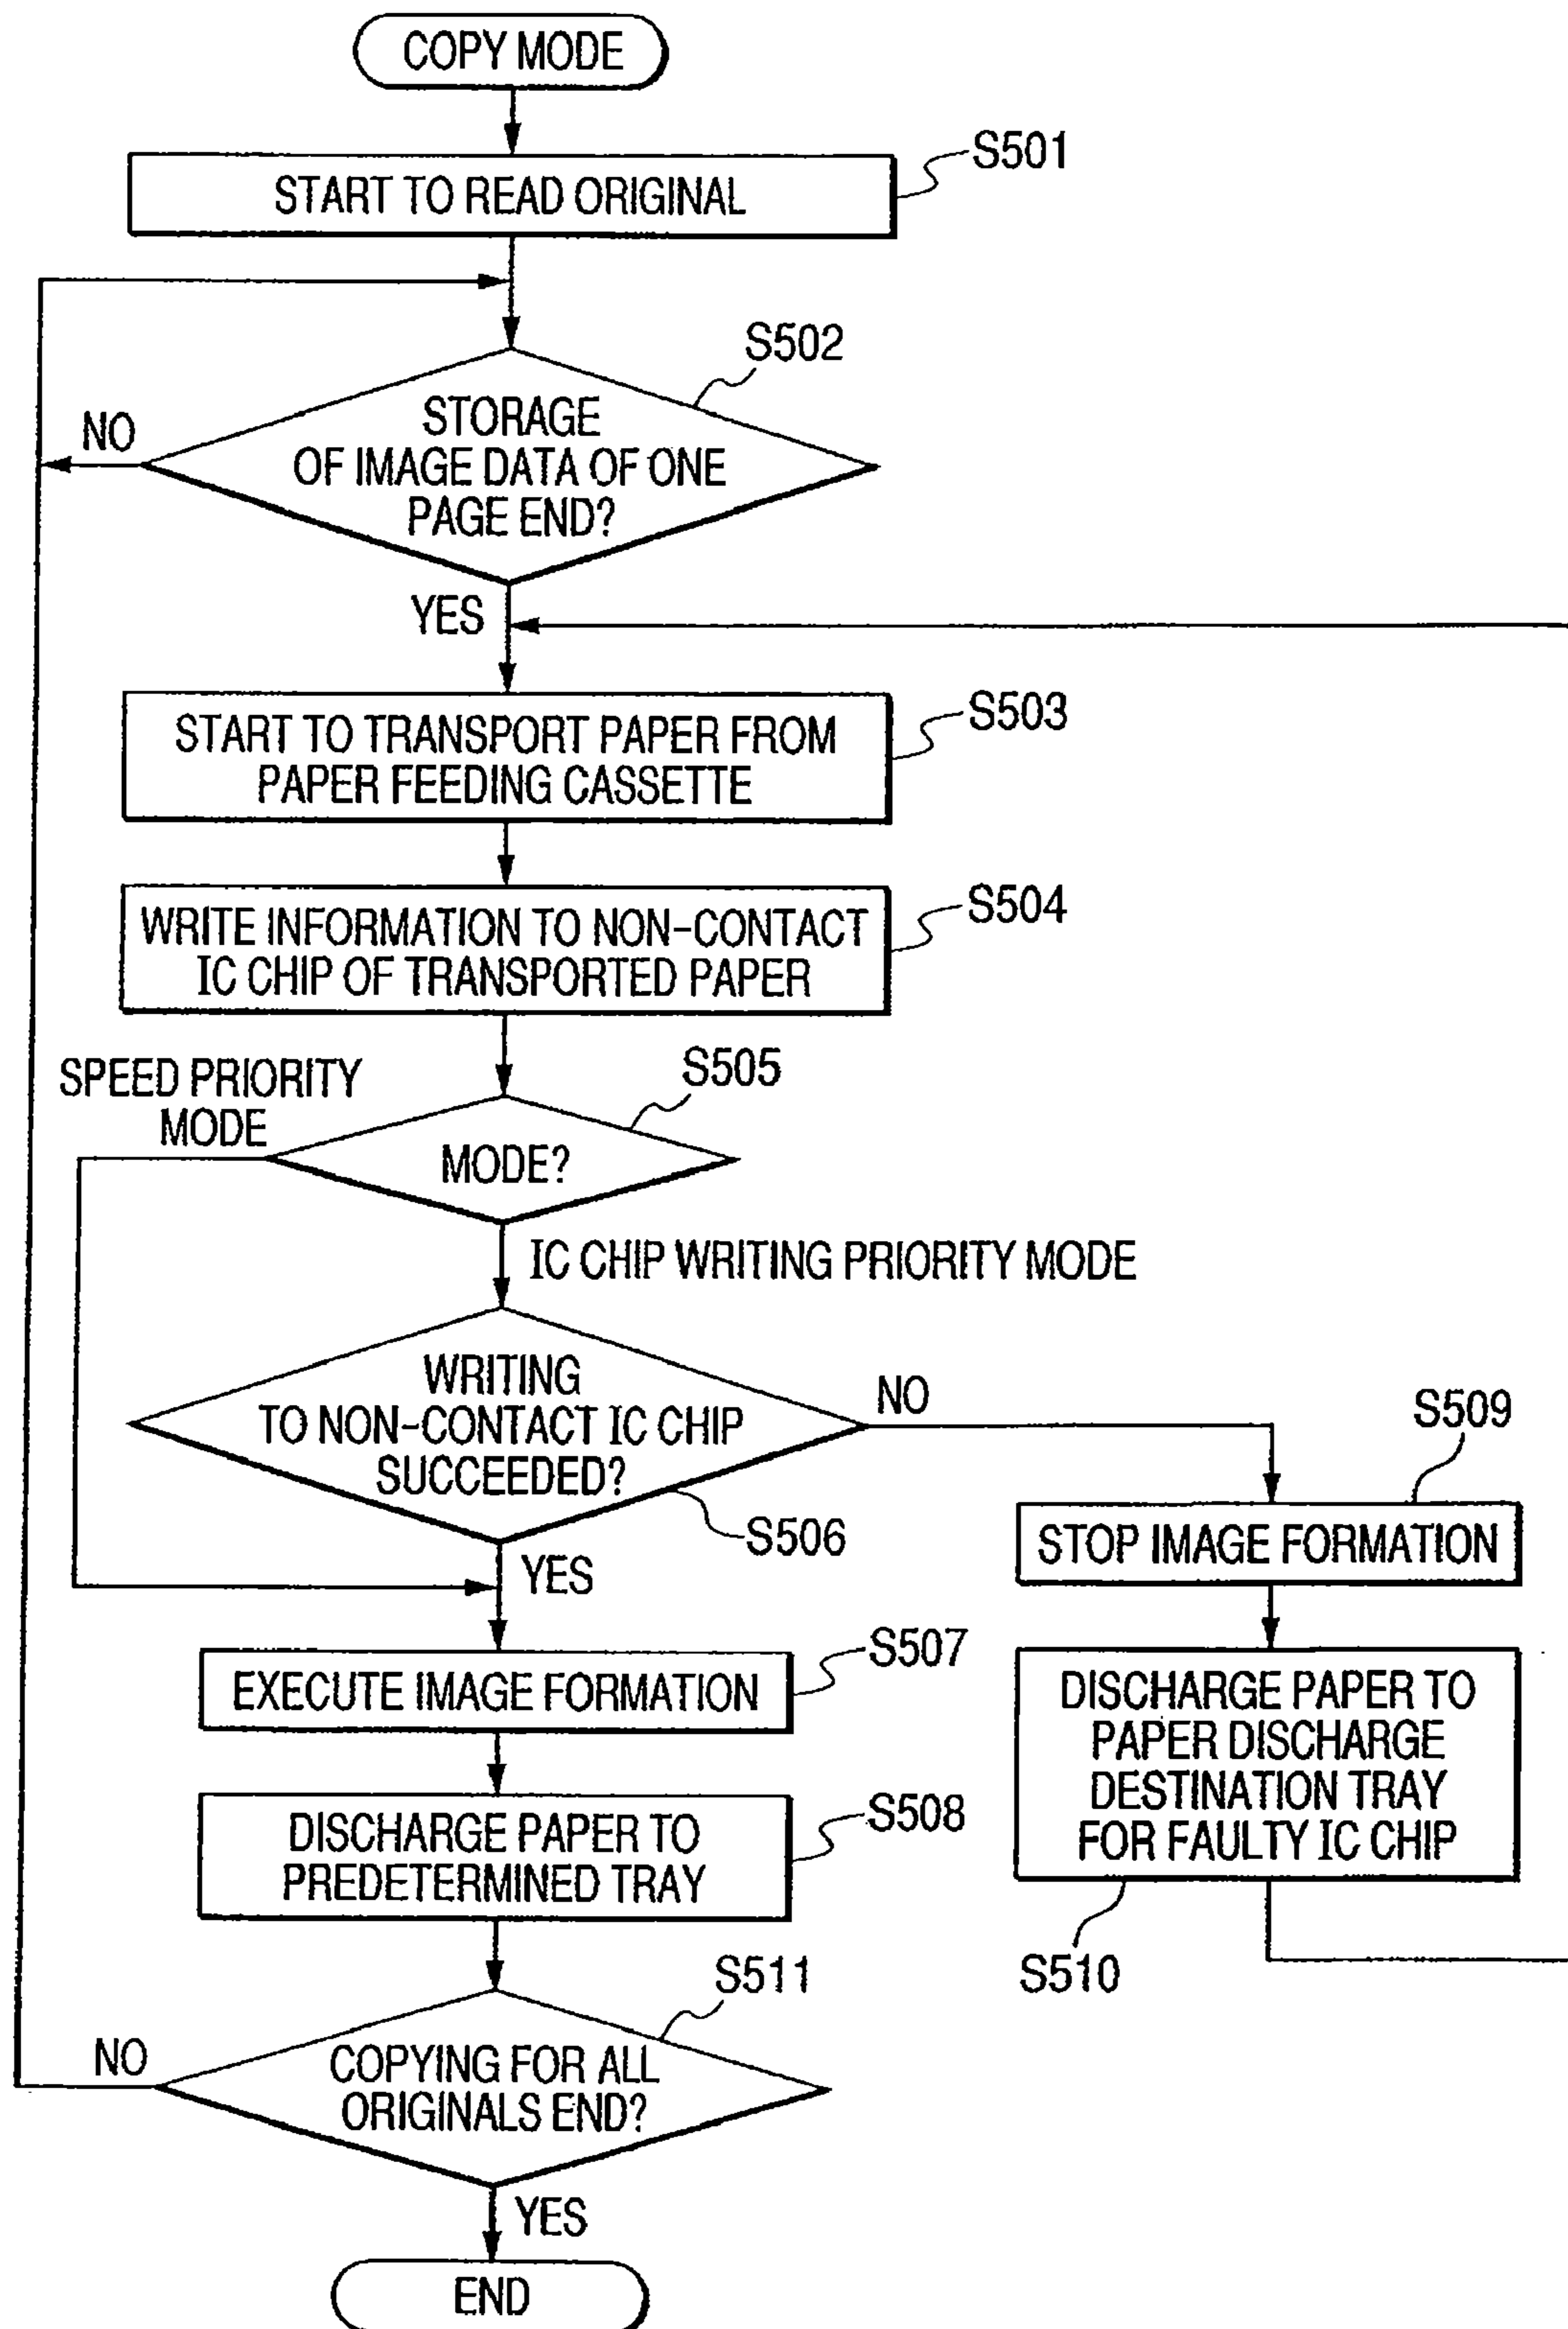 COPY MODE
S501
START TO READ ORIGINAL
S502
STORAGE
OF IMAGE DATA OF ONE
PAGE END?
NO
YES
S503
START TO TRANSPORT PAPER FROM
PAPER FEEDING CASSETTE
S504
WRITE INFORMATION TO NON-CONTACT
IC CHIP OF TRANSPORTED PAPER
SPEED PRIORITY
MODE
S505
MODE?
IC CHIP WRITING PRIORITY MODE
WRITING
TO NON-CONTACT IC CHIP
SUCCEEDED?
NO
S506
YES
S509
STOP IMAGE FORMATION
S507
EXECUTE IMAGE FORMATION
DISCHARGE PAPER TO
PAPER DISCHARGE
DESTINATION TRAY
FOR FAULTY IC CHIP
S510
S508
DISCHARGE PAPER TO
PREDETERMINED TRAY
S511
NO
COPYING FOR ALL
ORIGINALS END?
YES
END